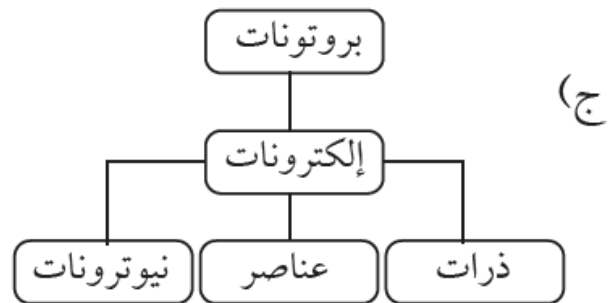 بروتونات
ج)
إلكترونات
ذرات
عناصر
نيوترونات